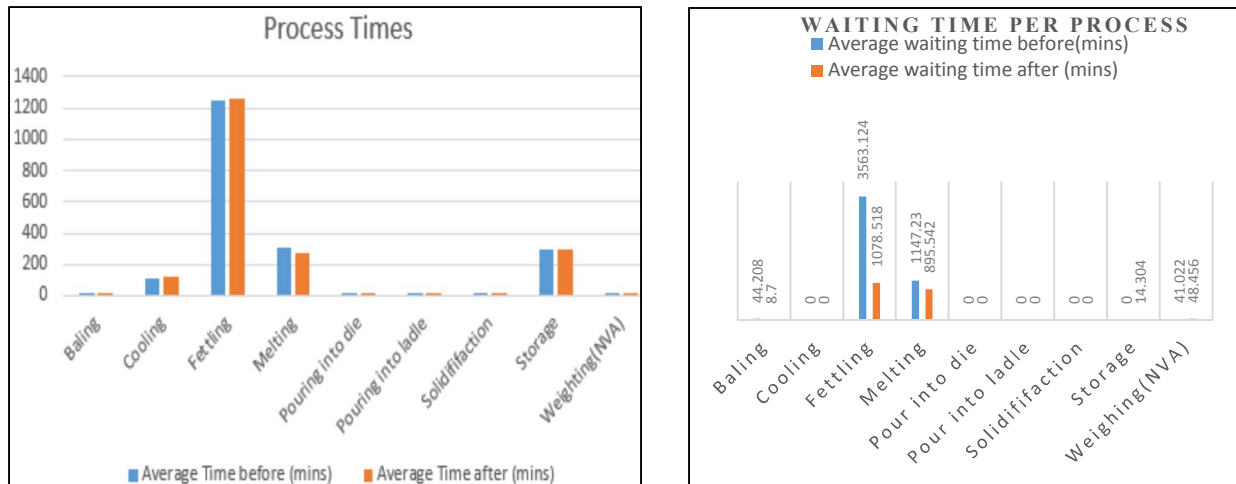 Process Times
1400
1200
1000
800
600
400
200
0
Baling
Cooling
Fettling
Melting
Pouring into die
Pouring into ladle
Solidififaction
Storage
Weighting(NVA)
Average Time before (mins) Average Time after (mins)
WAITING TIME PER PROCESS
Average waiting time before(mins)
Average waiting time after (mins)
44.208
8.7
0
0
3563.124
1078.518
1147.23
895.542
0
0
0
0
0
0
0
14.304
41.022
48.456
Baling
Cooling
Fettling
Melting
Pour into die
Pour into ladle
Solidififaction
Storage
Weighing(NVA)